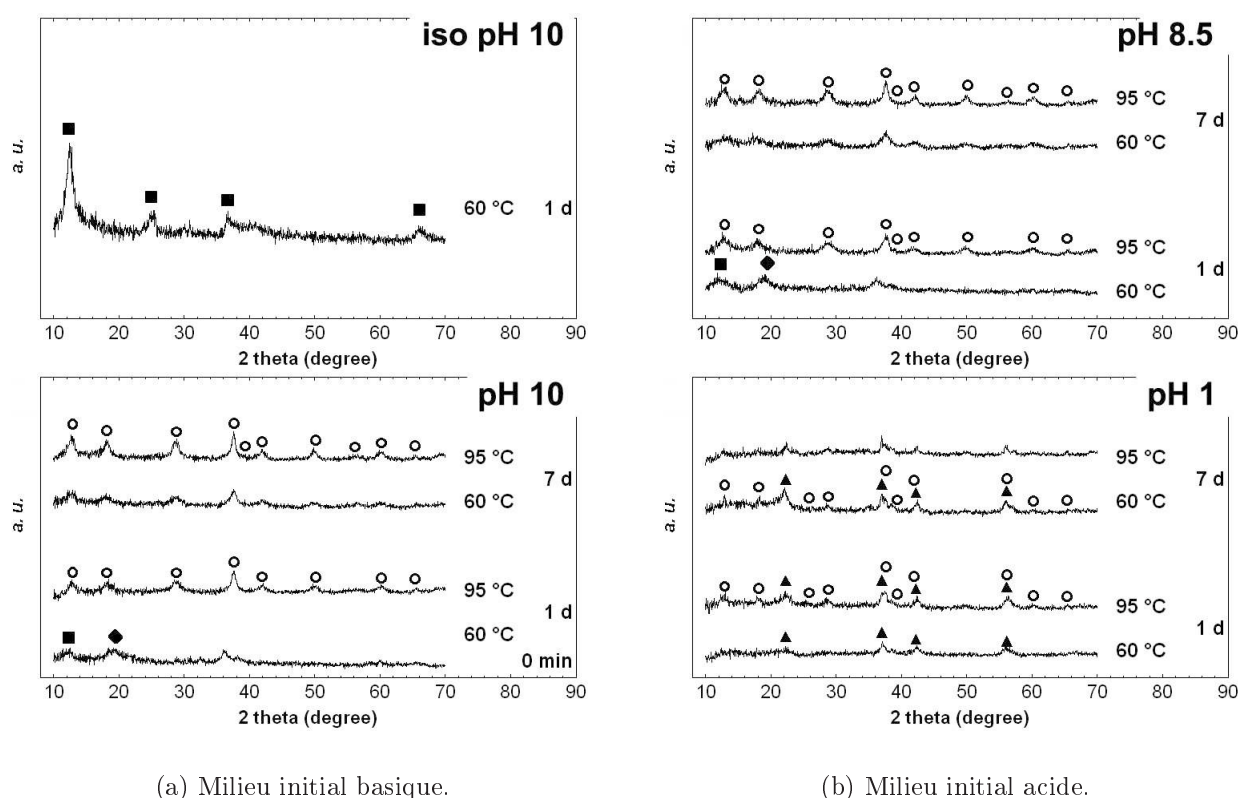 iso pH 10
a. u.
60 °C 1 d
10 20 30 40 50 60 70 80 90
2 theta (degree)
pH 10
a. u.
95 °C
7 d
60 °C
95 °C
1 d
60 °C
0 min
10 20 30 40 50 60 70 80 90
2 theta (degree)
(a) Milieu initial basique.
pH 8.5
a. u.
95 °C
7 d
60 °C
95 °C
1 d
60 °C
10 20 30 40 50 60 70 80 90
2 theta (degree)
pH 1
a. u.
95 °C
7 d
60 °C
95 °C
1 d
60 °C
10 20 30 40 50 60 70 80 90
2 theta (degree)
(b) Milieu initial acide.